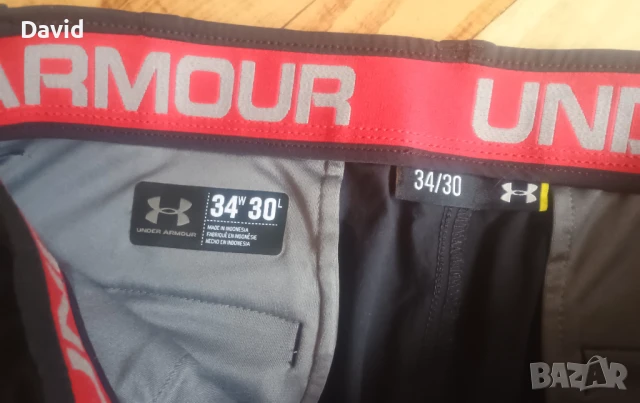 David
ARMOUR UND
34/30
34W 30L
UNDER ARMOUR
MADE IN INDONESIA
FABRIQUÉ EN INDONÉSIE
HECHO EN INDONESIA
BAZAR